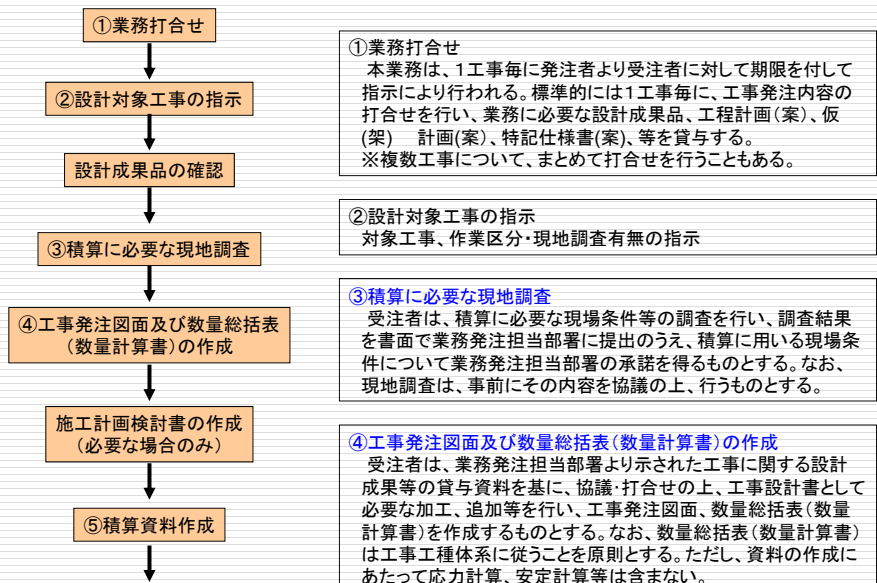 ①業務打合せ
②設計対象工事の指示
設計成果品の確認
③積算に必要な現地調査
④工事発注図面及び数量総括表
(数量計算書)の作成
施工計画検討書の作成
(必要な場合のみ)
⑤積算資料作成
①業務打合せ
本業務は、1工事毎に発注者より受注者に対して期限を付して
指示により行われる。標準的には1工事毎に、工事発注内容の
打合せを行い、業務に必要な設計成果品、工程計画(案)、仮
(架) 計画(案)、特記仕様書(案)、等を貸与する。
※複数工事について、まとめて打合せを行うこともある。
②設計対象工事の指示
対象工事、作業区分・現地調査有無の指示
③積算に必要な現地調査
受注者は、積算に必要な現場条件等の調査を行い、調査結果
を書面で業務発注担当部署に提出のうえ、積算に用いる現場条
件について業務発注担当部署の承諾を得るものとする。なお、
現地調査は、事前にその内容を協議の上、行うものとする。
④工事発注図面及び数量総括表(数量計算書)の作成
受注者は、業務発注担当部署より示された工事に関する設計
成果等の貸与資料を基に、協議・打合せの上、工事設計書として
必要な加工、追加等を行い、工事発注図面、数量総括表(数量
計算書)を作成するものとする。なお、数量総括表(数量計算書)
は工事工種体系に従うことを原則とする。ただし、資料の作成に
あたって応力計算、安定計算等は含まない。